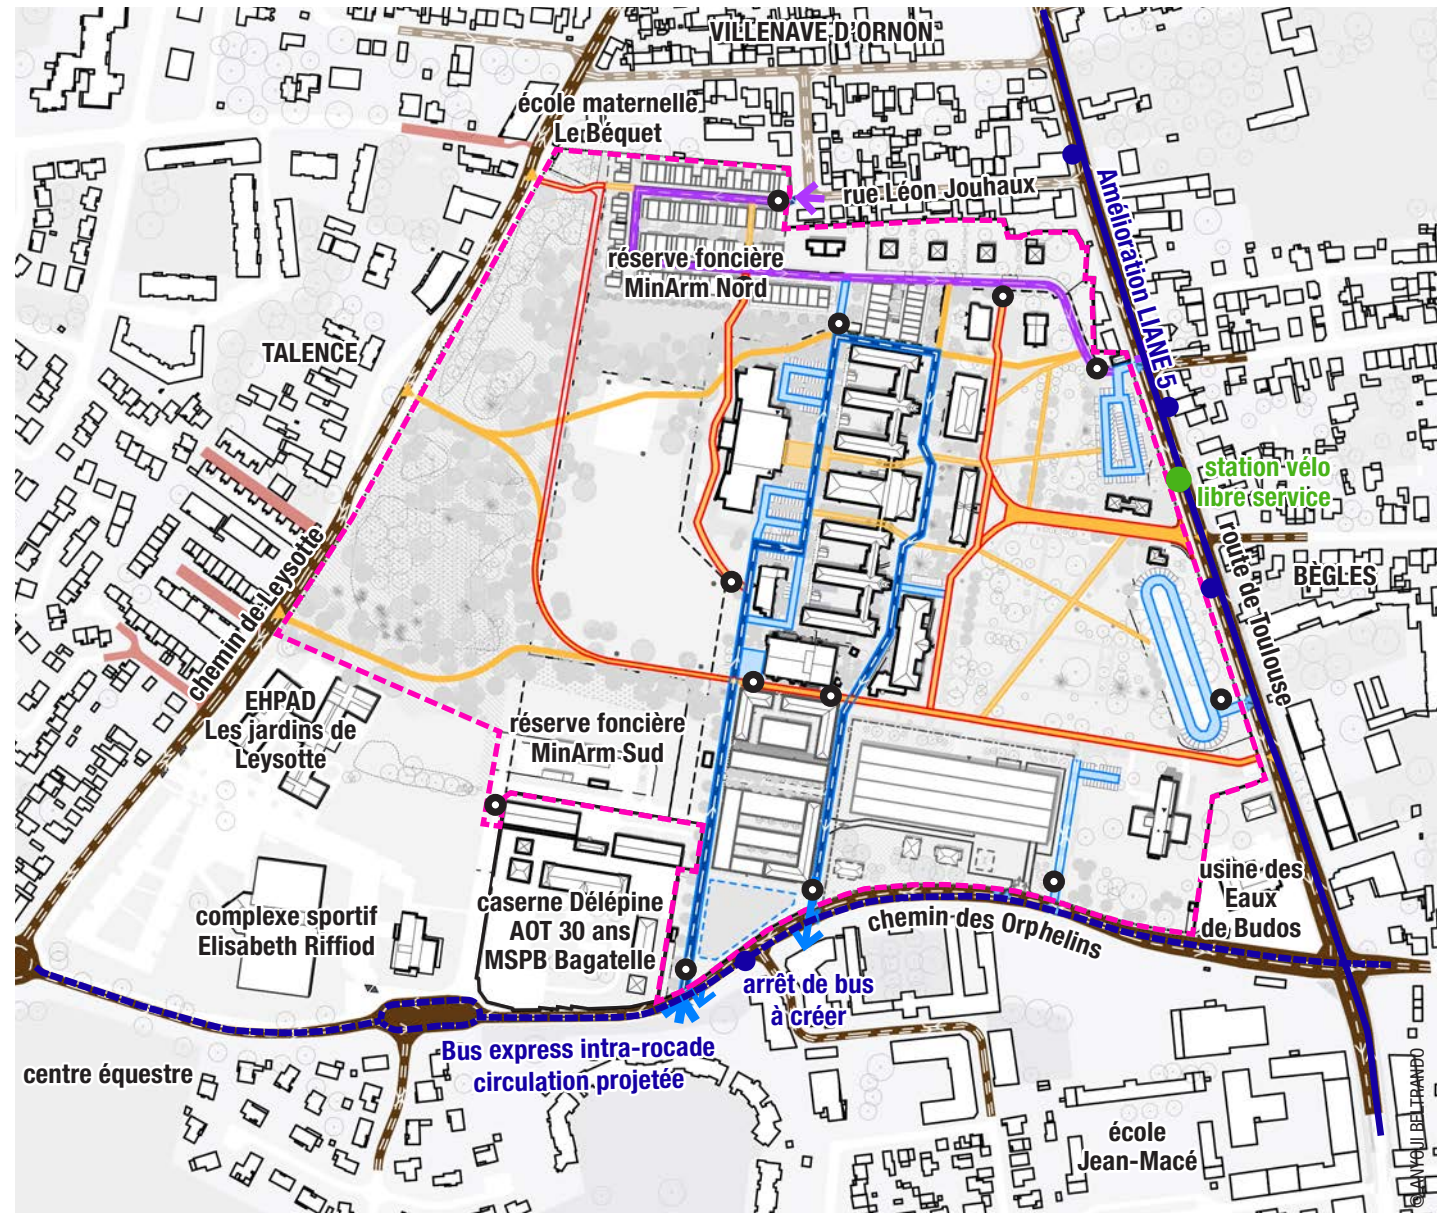 VILLENAVE D'ORNON
école maternelle
Le Béquet
rue Léon Jouhaux
Amélioration LIANE 5
réserve foncière
MinArm Nord
TALENCE
station vélo
libre service
chemin de Leysotte
route de Toulouse
BÈGLES
EHPAD
Les jardins de
Leysotte
réserve foncière
MinArm Sud
usine des
Eaux
de Budos
caserne Délépine
AOT 30 ans
MSPB Bagatelle
complexe sportif
Elisabeth Riffiod
chemin des Orphelins
arrêt de bus
à créer
Bus express intra-rocade
circulation projetée
centre équestre
école
Jean-Macé
©LANYOUI BELTRANDO